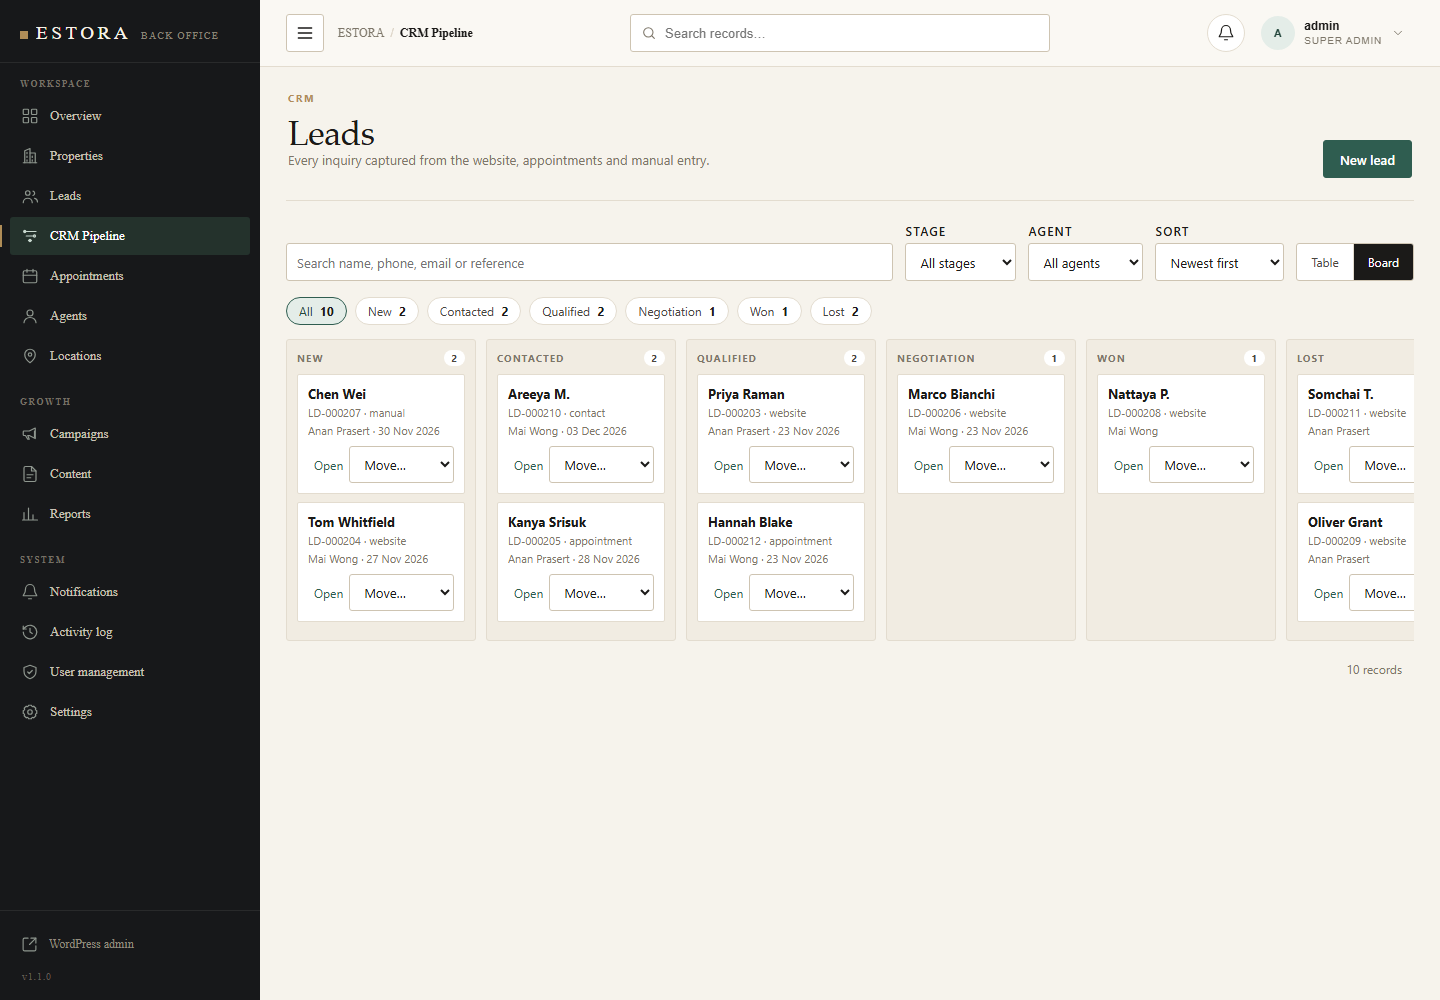 ESTORA BACK OFFICE
WORKSPACE
Overview
Properties
Leads
CRM Pipeline
Appointments
Agents
Locations
GROWTH
Campaigns
Content
Reports
SYSTEM
Notifications
Activity log
User management
Settings
WordPress admin
v1.1.0
ESTORA / CRM Pipeline
Search records...
A
admin
SUPER ADMIN
CRM
Leads
Every inquiry captured from the website, appointments and manual entry.
New lead
STAGE AGENT SORT
Search name, phone, email or reference
All stages
All agents
Newest first
Table Board
All 10
New 2
Contacted 2
Qualified 2
Negotiation 1
Won 1
Lost 2
NEW 2
Chen Wei
LD-000207 · manual
Anan Prasert · 30 Nov 2026
Open Move...
Tom Whitfield
LD-000204 · website
Mai Wong · 27 Nov 2026
Open Move...
CONTACTED 2
Areeya M.
LD-000210 · contact
Mai Wong · 03 Dec 2026
Open Move...
Kanya Srisuk
LD-000205 · appointment
Anan Prasert · 28 Nov 2026
Open Move...
QUALIFIED 2
Priya Raman
LD-000203 · website
Anan Prasert · 23 Nov 2026
Open Move...
Hannah Blake
LD-000212 · appointment
Mai Wong · 23 Nov 2026
Open Move...
NEGOTIATION 1
Marco Bianchi
LD-000206 · website
Mai Wong · 23 Nov 2026
Open Move...
WON 1
Nattaya P.
LD-000208 · website
Mai Wong
Open Move...
LOST
Somchai T.
LD-000211 · website
Anan Prasert
Open Move...
Oliver Grant
LD-000209 · website
Anan Prasert
Open Move...
10 records